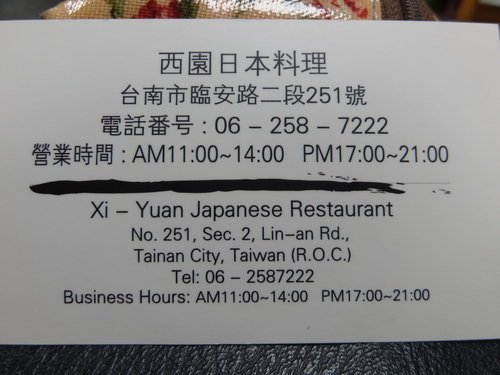 西園日本料理
台南市臨安路二段251號
電話番号 : 06 – 258 – 7222
營業時間 : AM11:00~14:00 PM17:00~21:00
Xi – Yuan Japanese Restaurant
No. 251, Sec. 2, Lin–an Rd.,
Tainan City, Taiwan (R.O.C.)
Tel: 06 – 2587222
Business Hours: AM11:00~14:00 PM17:00~21:00